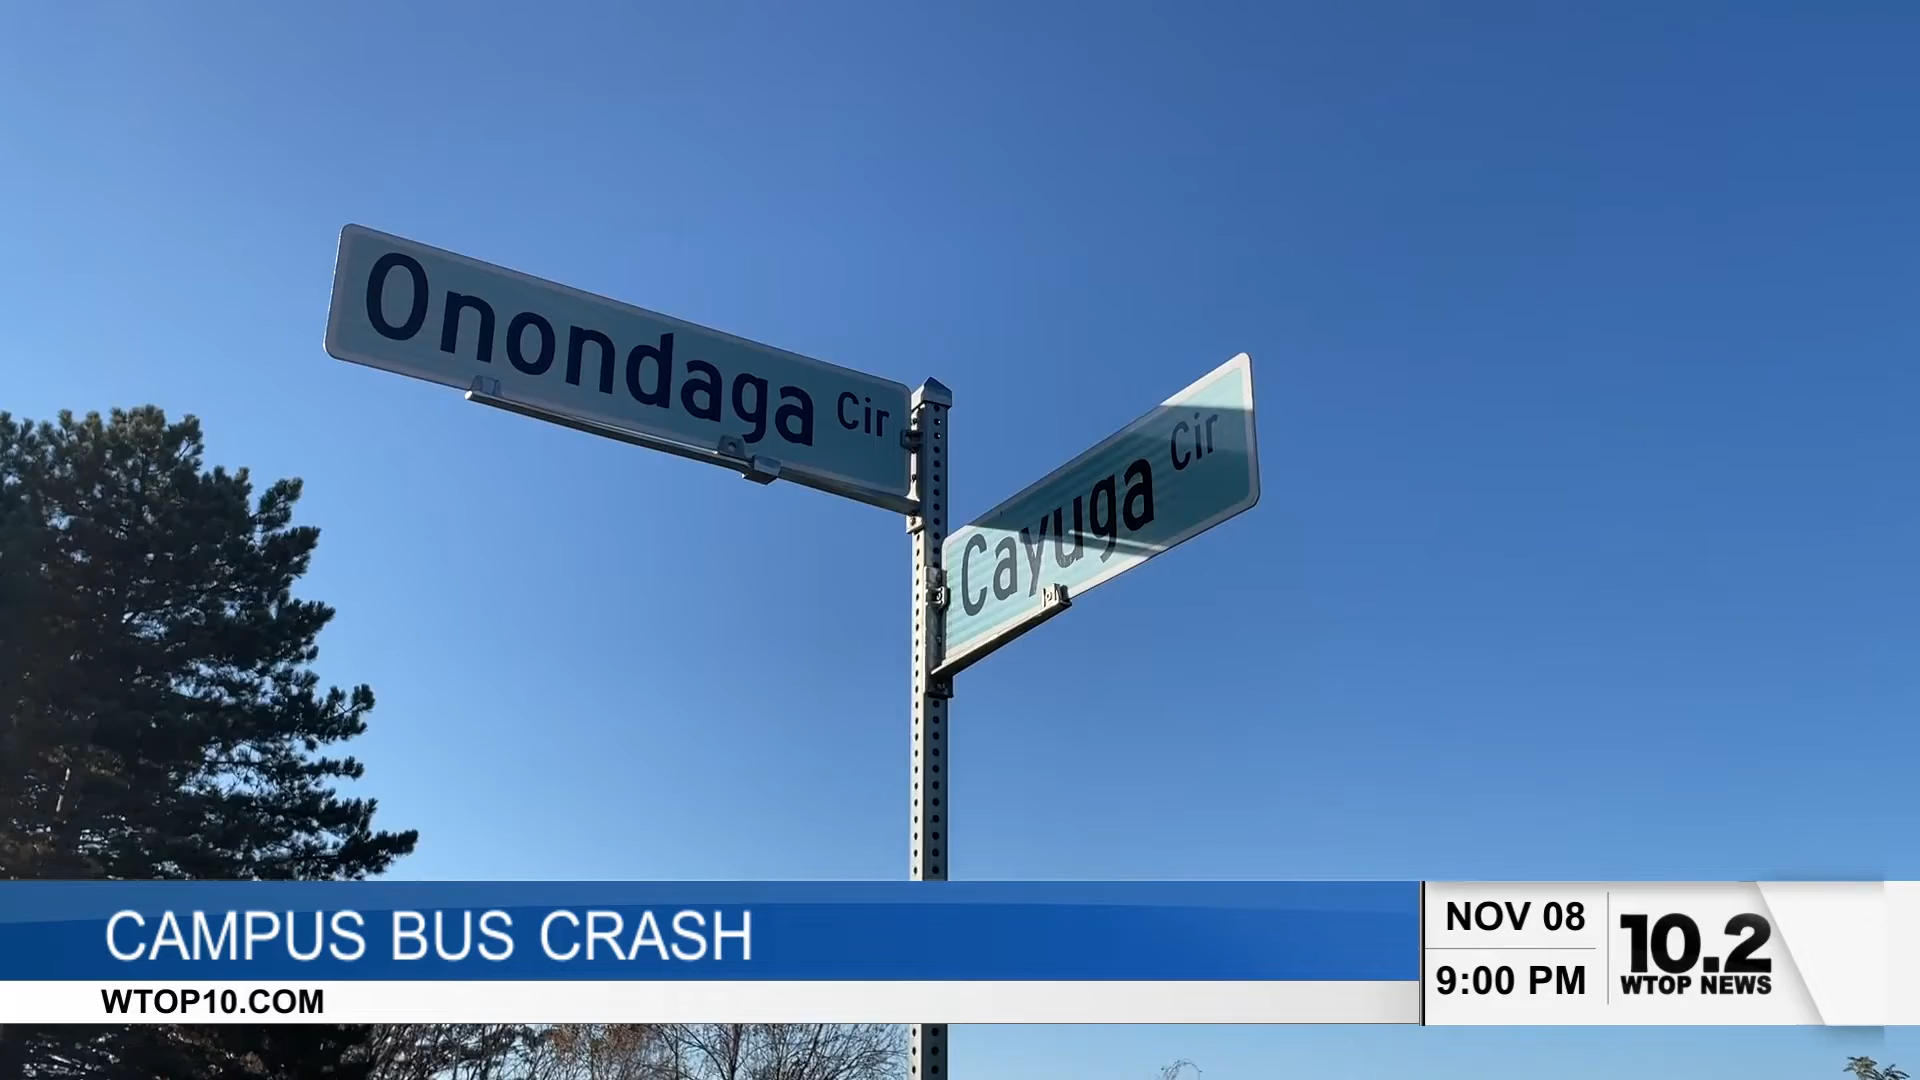 Onondaga Cir
Cayuga Cir
CAMPUS BUS CRASH
WTOP10.COM
NOV 08
9:00 PM
10.2
WTOP NEWS